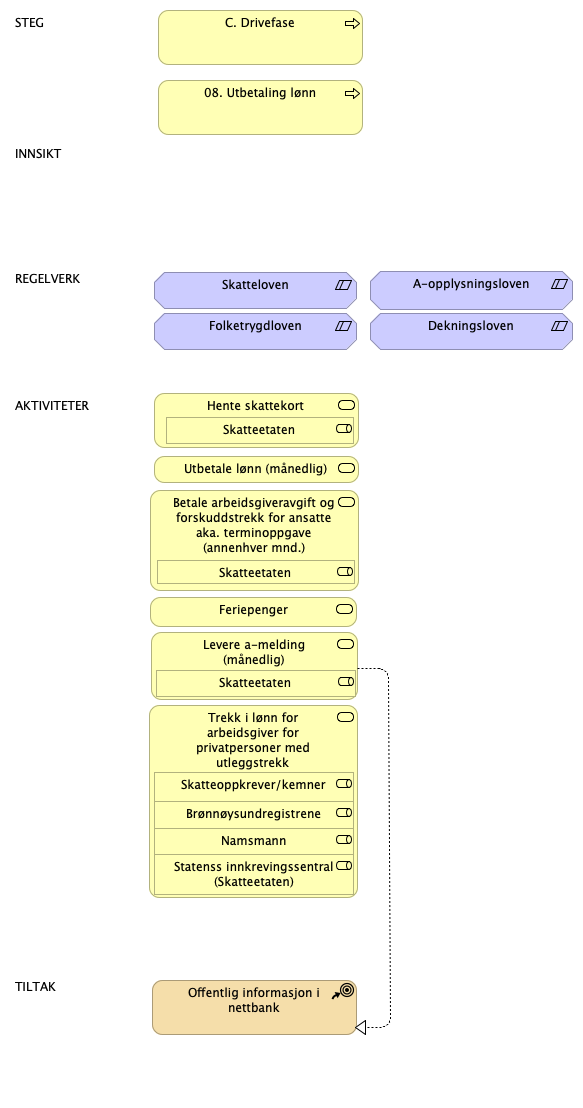 STEG
C. Drivefase
08. Utbetaling lønn
INNSIKT
REGELVERK
Skatteloven
A-opplysningsloven
Folketrygdloven
Dekningsloven
AKTIVITETER
Hente skattekort
Skatteetaten
Utbetale lønn (månedlig)
Betale arbeidsgiveravgift og
forskuddstrekk for ansatte
aka. terminoppgave
(annenhver mnd.)
Skatteetaten
Feriepenger
Levere a-melding
(månedlig)
Skatteetaten
Trekk i lønn for
arbeidsgiver for
privatpersoner med
utleggstrekk
Skatteoppkrever/kemner
Brønnøysundregistrene
Namsmann
Statenss innkrevingssentral
(Skatteetaten)
TILTAK
Offentlig informasjon i
nettbank